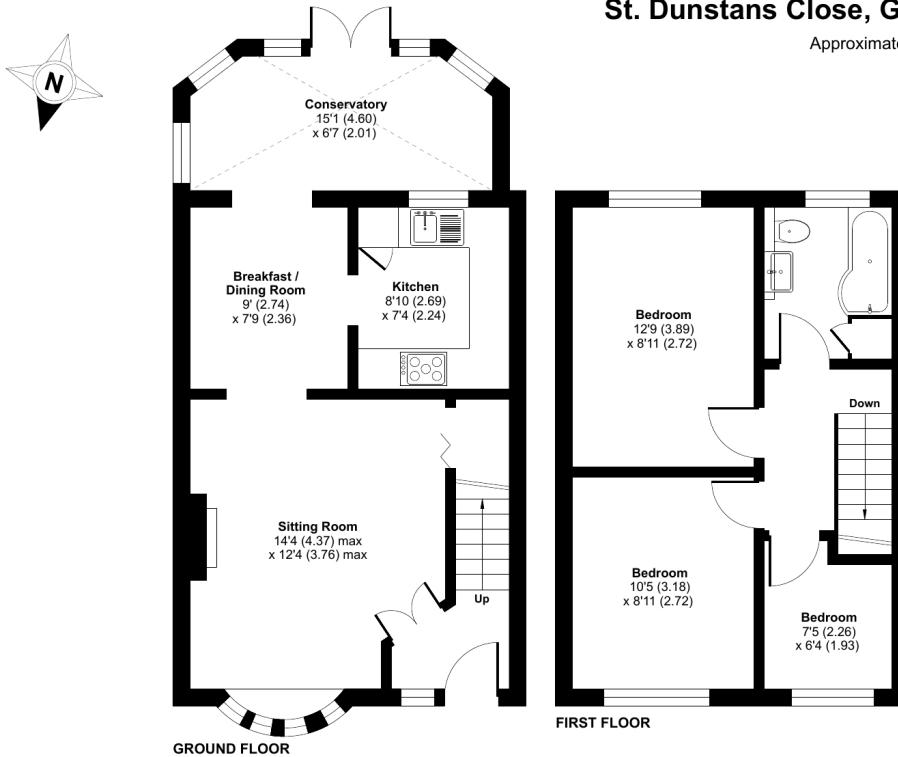 St. Dunstans Close, G
Approximate
N
Conservatory
15'1 (4.60)
x 6'7 (2.01)
Breakfast /
Dining Room
9' (2.74)
x 7'9 (2.36)
Kitchen
8'10 (2.69)
x 7'4 (2.24)
Sitting Room
14'4 (4.37) max
x 12'4 (3.76) max
Up
GROUND FLOOR
Bedroom
12'9 (3.89)
x 8'11 (2.72)
Down
Bedroom
10'5 (3.18)
x 8'11 (2.72)
Bedroom
7'5 (2.26)
x 6'4 (1.93)
FIRST FLOOR